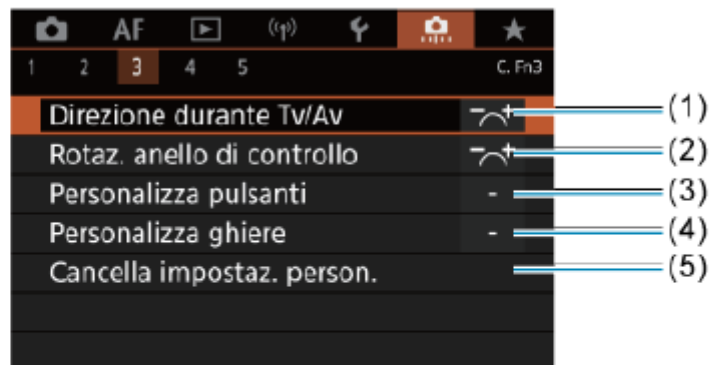 AF
1 2 3 4 5 C. Fn3
Direzione durante Tv/Av - + (1)
Rotaz. anello di controllo - + (2)
Personalizza pulsanti - (3)
Personalizza ghiere - (4)
Cancella impostaz. person. (5)